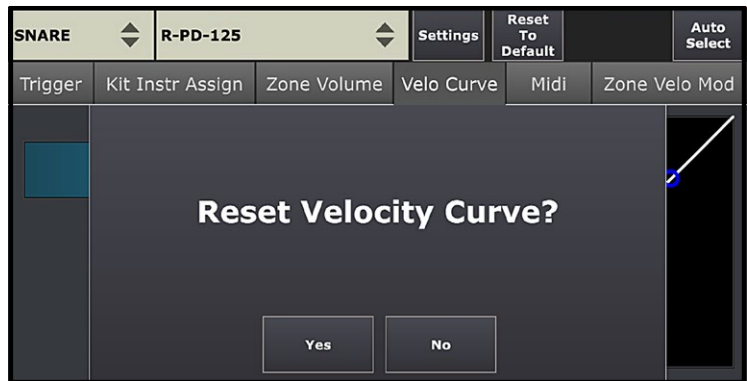 SNARE R-PD-125 Settings Reset To Default Auto Select
Trigger Kit Instr Assign Zone Volume Velo Curve Midi Zone Velo Mod
Reset Velocity Curve?
Yes No